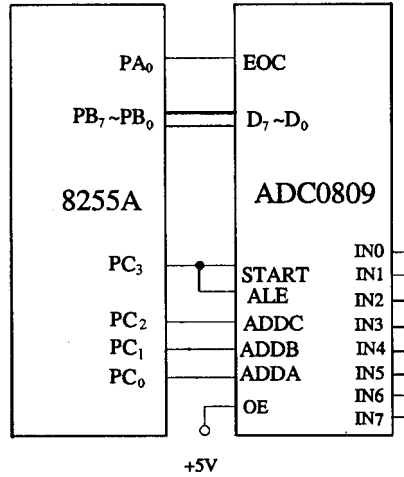 PA₀ EOC
PB₇~PB₀ D₇~D₀
8255A ADC0809
PC₃ START
ALE
PC₂ ADDC
PC₁ ADDB
PC₀ ADDA
OE
IN0
IN1
IN2
IN3
IN4
IN5
IN6
IN7
+5V